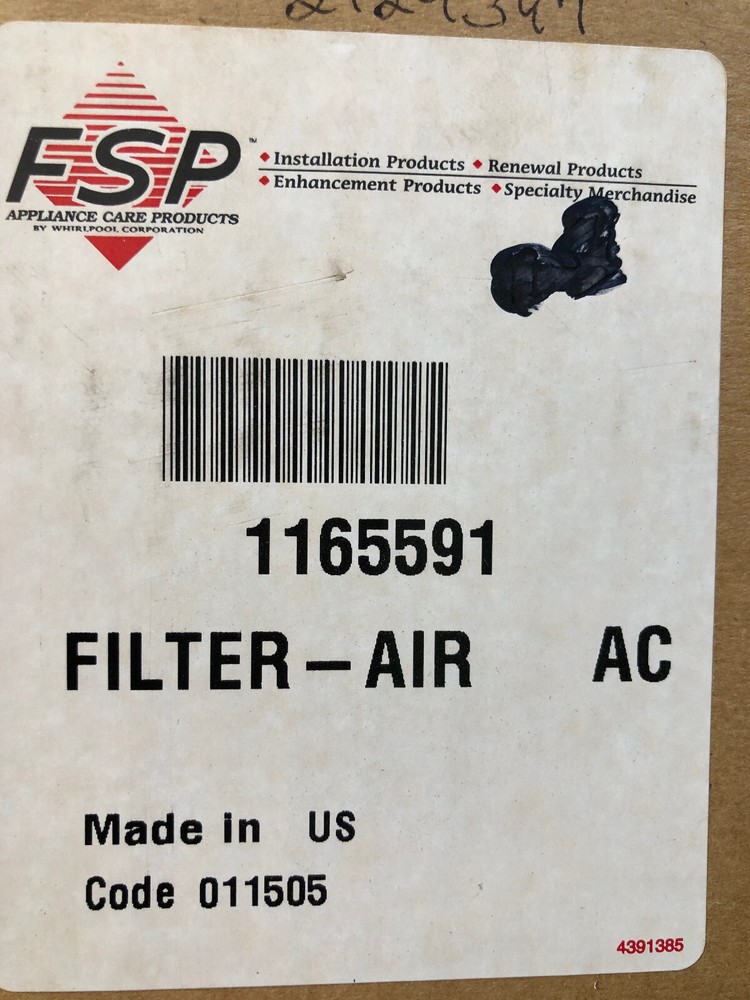 FSP™
APPLIANCE CARE PRODUCTS
BY WHIRLPOOL CORPORATION
Installation Products Renewal Products
Enhancement Products Specialty Merchandise
1165591
FILTER-AIR AC
Made in US
Code 011505
4391385